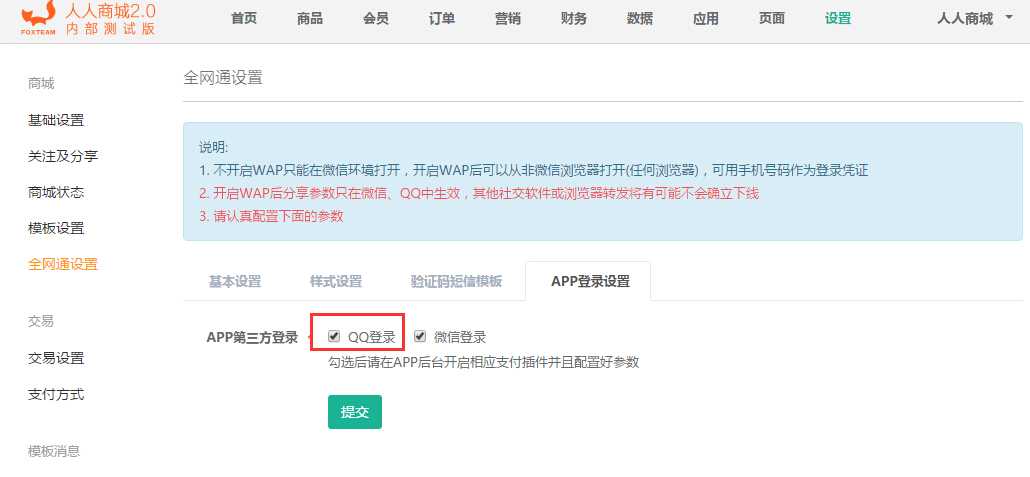 人人商城2.0
内部测试版
FOXTEAM
首页 商品 会员 订单 营销 财务 数据 应用 页面 设置 人人商城
商城
基础设置
关注及分享
商城状态
模板设置
全网通设置
交易
交易设置
支付方式
模板消息
全网通设置
说明:
1. 不开启WAP只能在微信环境打开，开启WAP后可以从非微信浏览器打开(任何浏览器)，可用手机号码作为登录凭证
2. 开启WAP后分享参数只在微信、QQ中生效，其他社交软件或浏览器转发将有可能不会确立下线
3. 请认真配置下面的参数
基本设置 样式设置 验证码短信模板 APP登录设置
APP第三方登录 * QQ登录 微信登录
勾选后请在APP后台开启相应支付插件并且配置好参数
提交